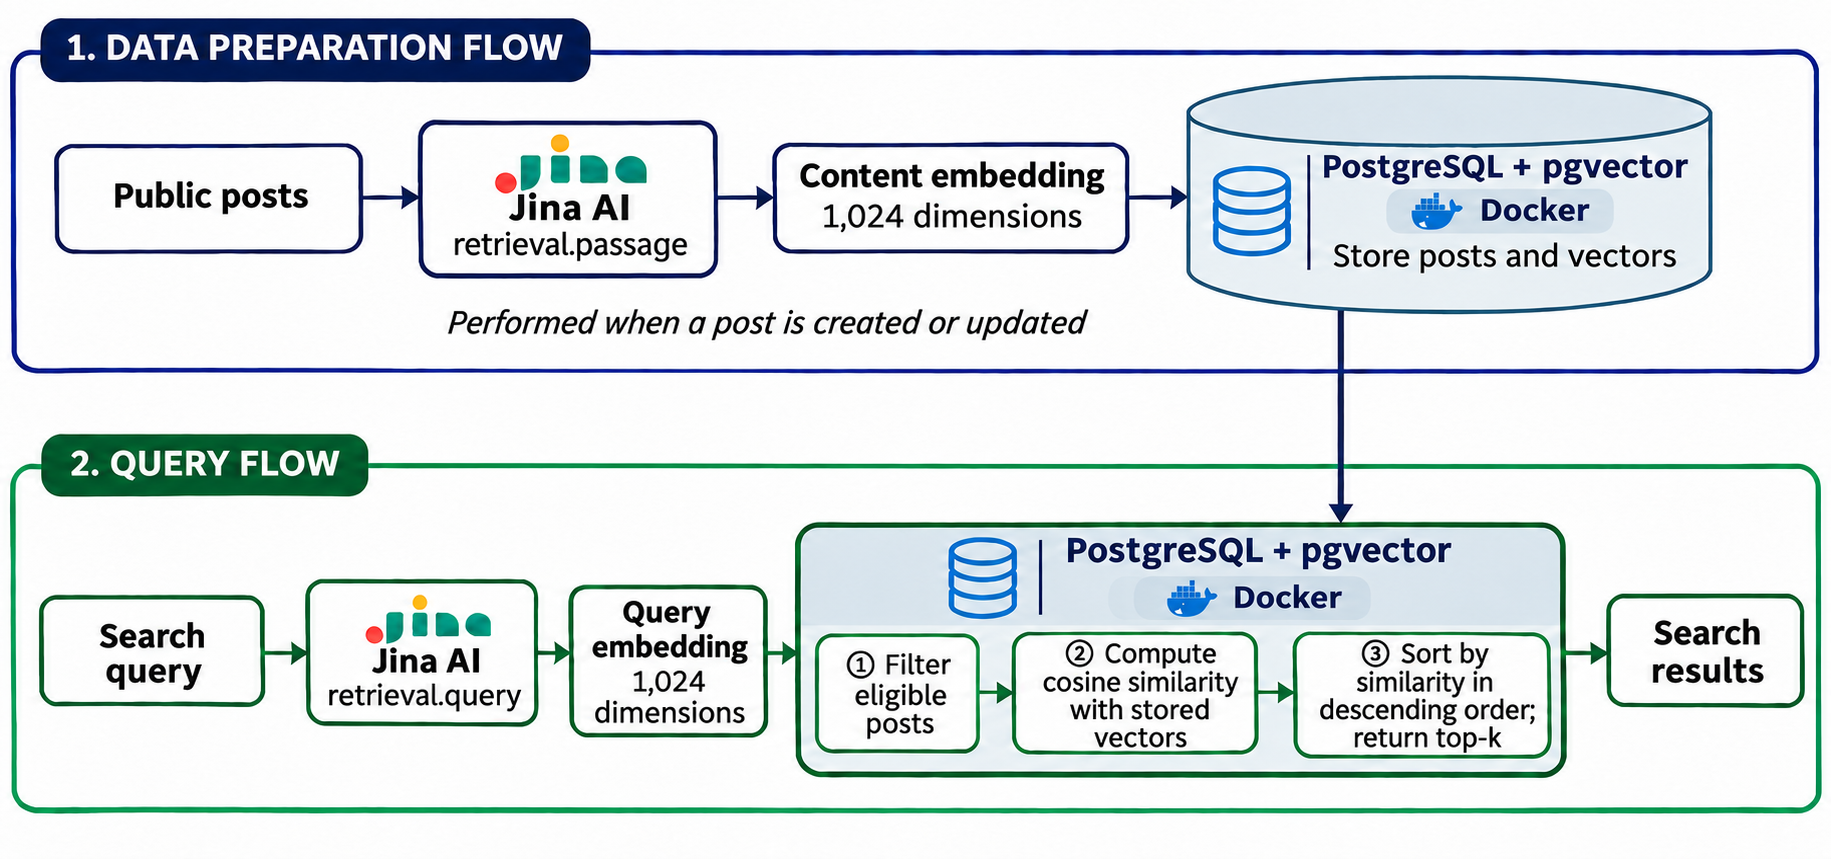 1. DATA PREPARATION FLOW
Public posts
Jina
Jina AI
retrieval.passage
Content embedding
1,024 dimensions
PostgreSQL + pgvector
Docker
Store posts and vectors
Performed when a post is created or updated
2. QUERY FLOW
Search
query
Jina
Jina AI
retrieval.query
Query
embedding
1,024
dimensions
PostgreSQL + pgvector
Docker
① Filter
eligible
posts
② Compute
cosine similarity
with stored
vectors
③ Sort by
similarity in
descending order;
return top-k
Search
results